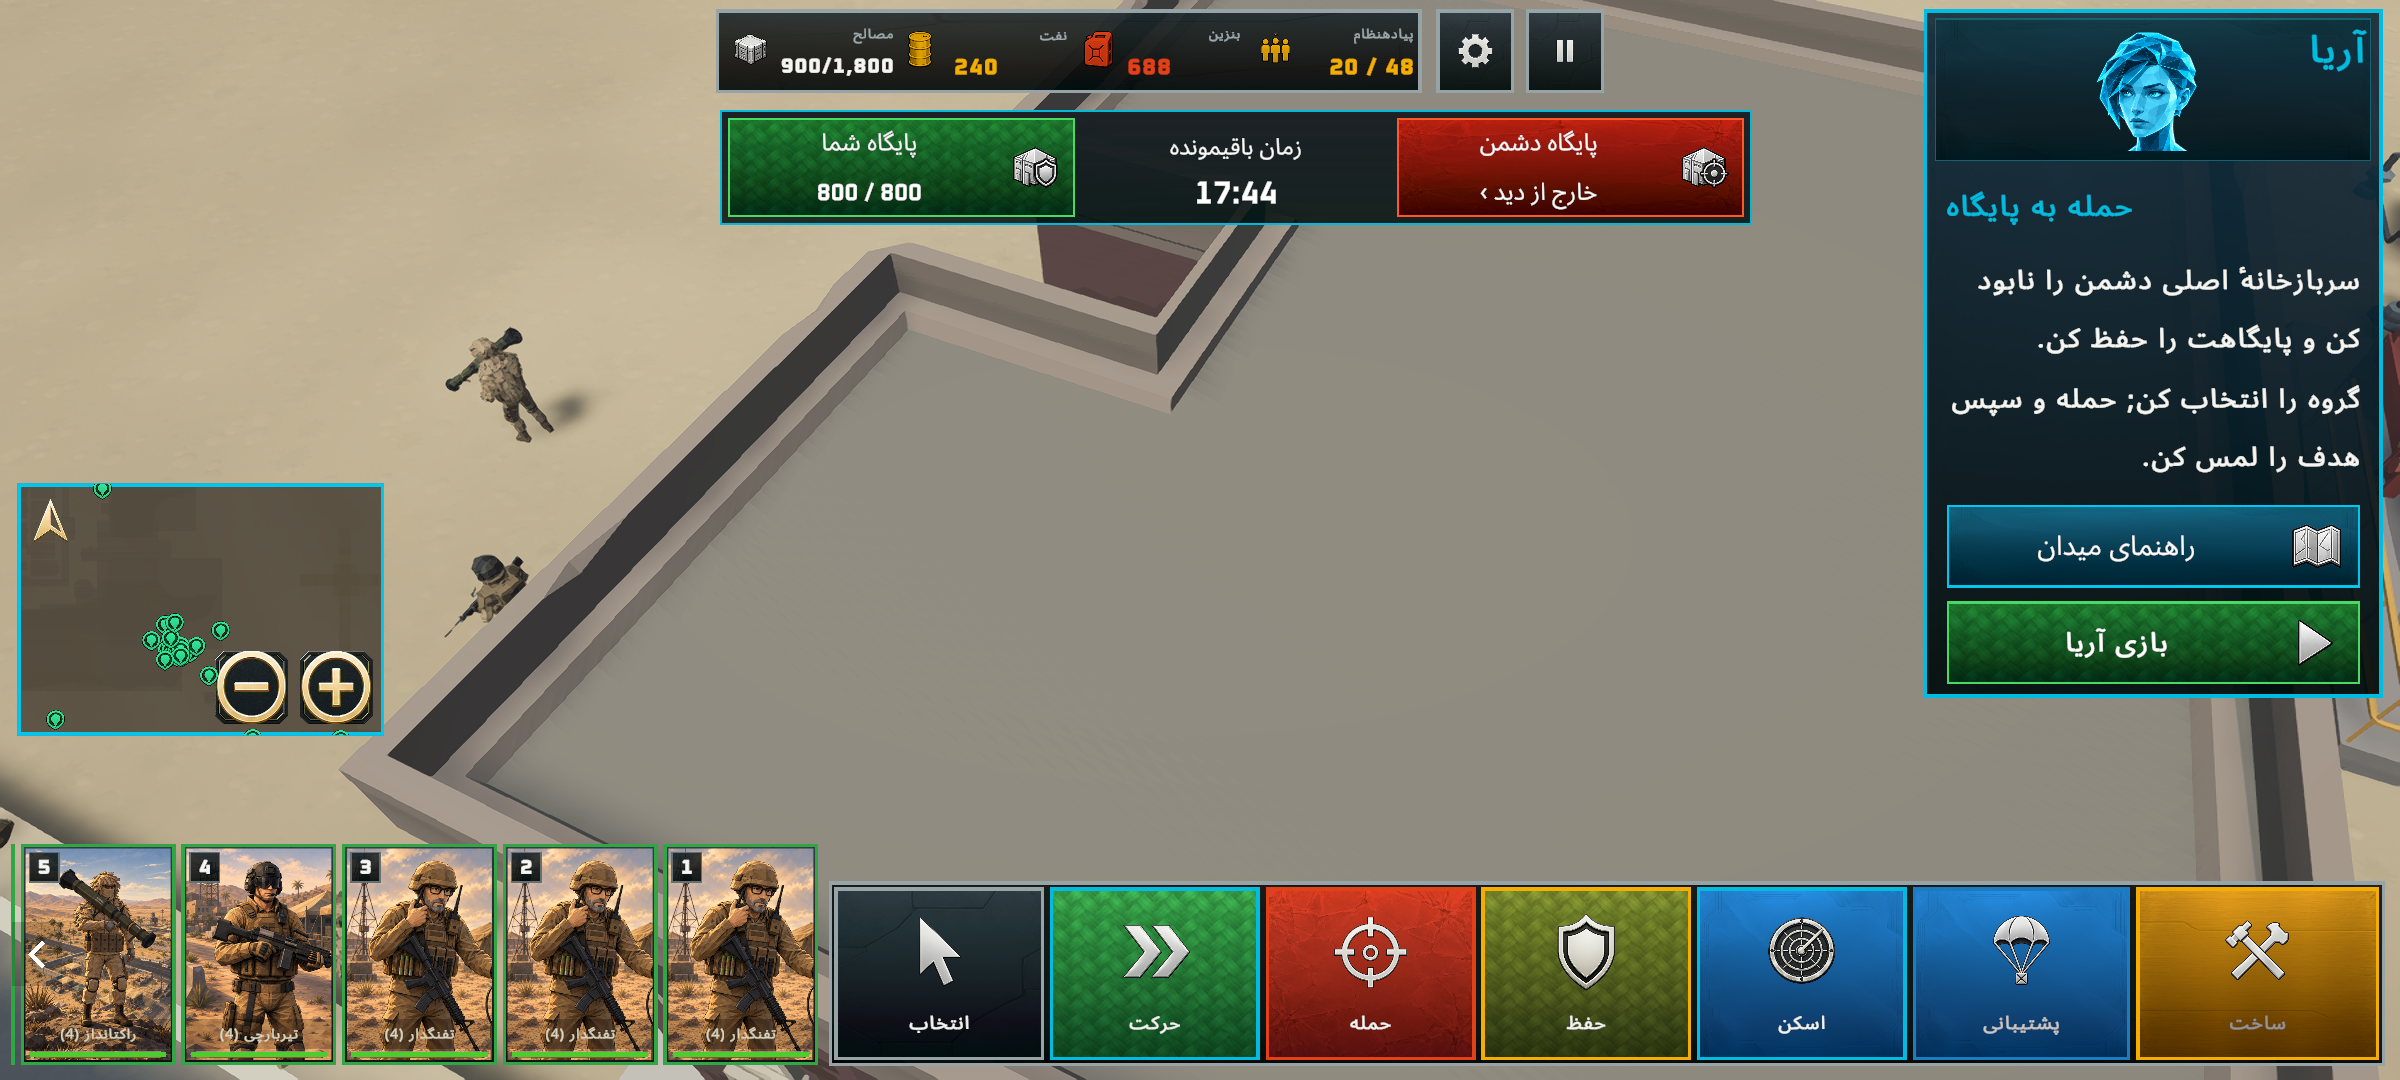 مصالح
900/1,800
نفت
240
بنزین
688
پیادهنظام
20 / 48
پایگاه شما
800 / 800
زمان باقیمونده
17:44
پایگاه دشمن
خارج از دید ›
آریا
حمله به پایگاه
سربازخانهٔ اصلی دشمن را نابود
کن و پایگاهت را حفظ کن.
گروه را انتخاب کن; حمله و سپس
هدف را لمس کن.
راهنمای میدان
بازی آریا
5
راکتانداز (4)
4
تیربارچی (4)
3
تفنگدار (4)
2
تفنگدار (4)
1
تفنگدار (4)
انتخاب
حرکت
حمله
حفظ
اسکن
پشتیبانی
ساخت